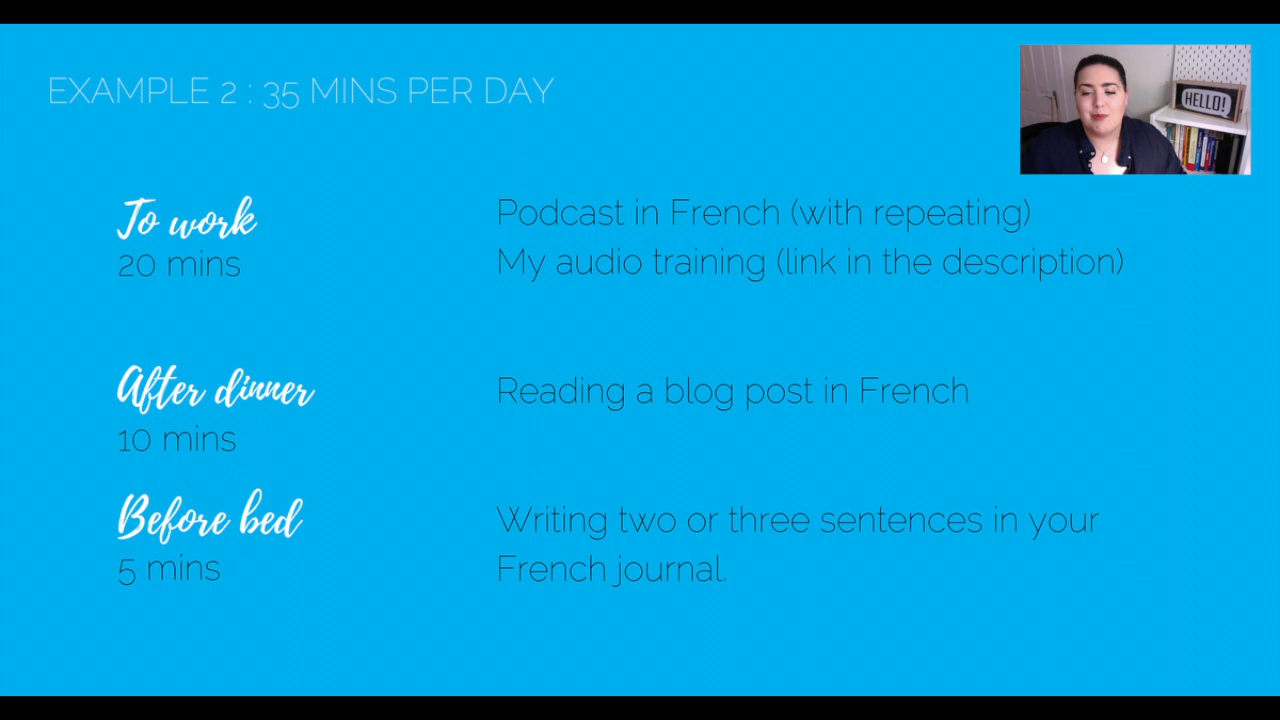 EXAMPLE 2 : 35 MINS PER DAY
HELLO!
To work
20 mins
Podcast in French (with repeating)
My audio training (link in the description)
After dinner
10 mins
Reading a blog post in French
Before bed
5 mins
Writing two or three sentences in your
French journal.